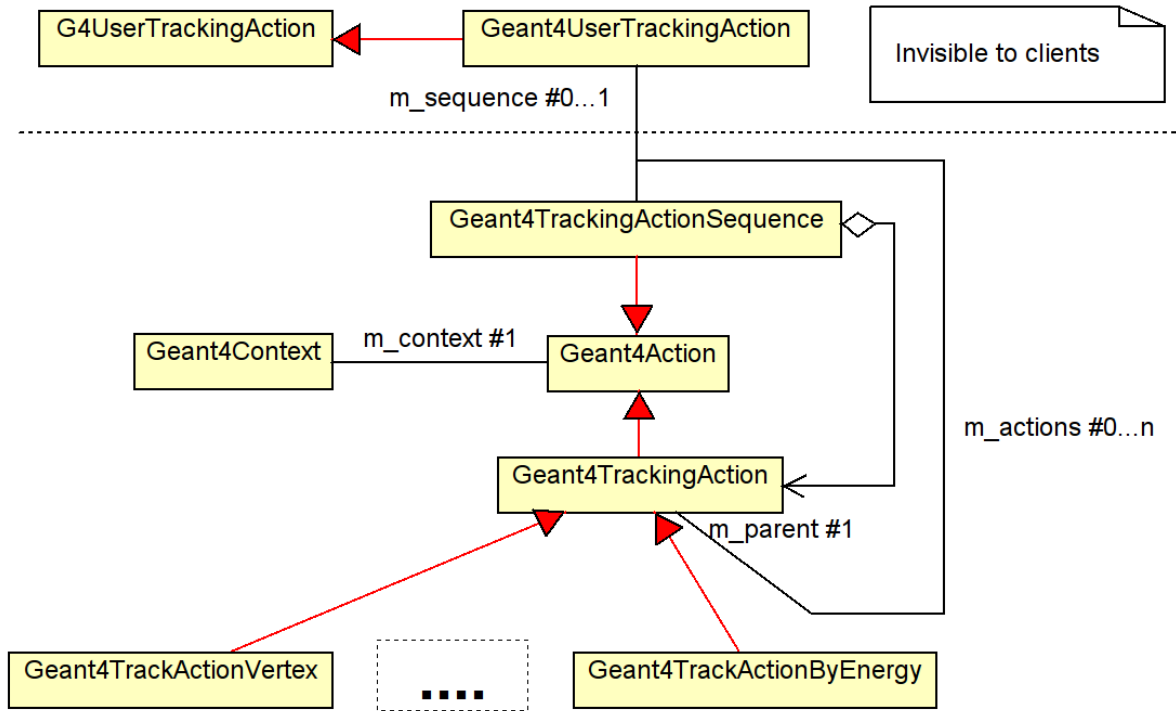 G4UserTrackingAction
Geant4UserTrackingAction
Invisible to clients
m_sequence #0...1
Geant4TrackingActionSequence
m_context #1
Geant4Context
Geant4Action
m_actions #0...n
Geant4TrackingAction
m_parent #1
Geant4TrackActionVertex
....
Geant4TrackActionByEnergy